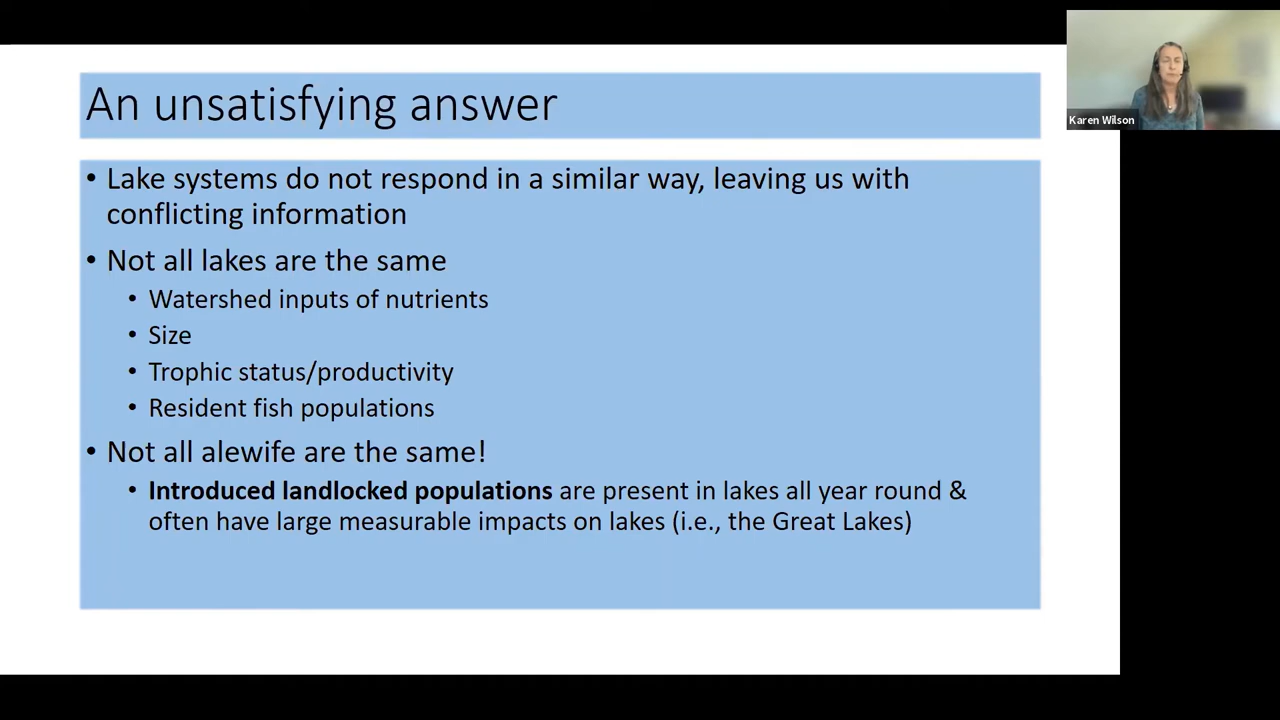 An unsatisfying answer
• Lake systems do not respond in a similar way, leaving us with
conflicting information
• Not all lakes are the same
• Watershed inputs of nutrients
• Size
• Trophic status/productivity
• Resident fish populations
• Not all alewife are the same!
• Introduced landlocked populations are present in lakes all year round &
often have large measurable impacts on lakes (i.e., the Great Lakes)
Karen Wilson